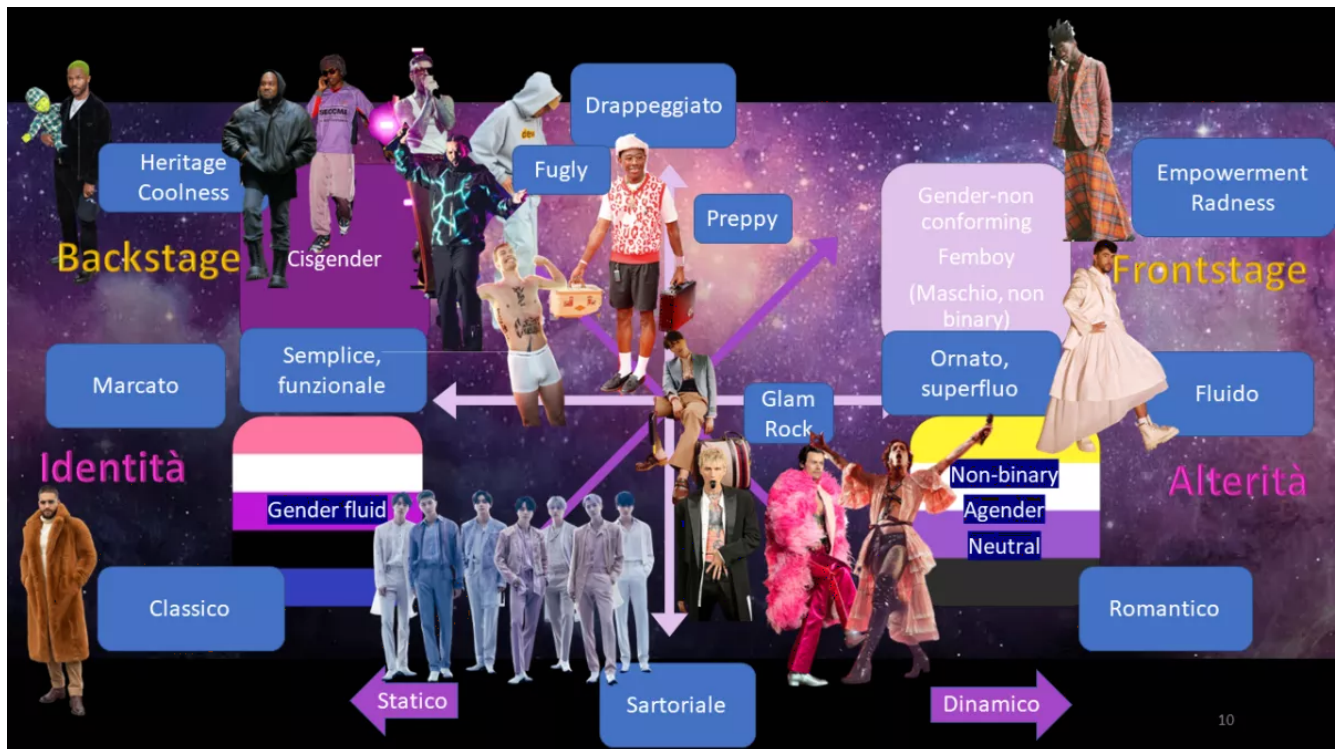 Drappeggiato
Heritage
Coolness
Fugly
Empowerment
Radness
Preppy
Gender-non
conforming
Femboy
(Maschio, non
binary)
Backstage
Cisgender
Frontstage
Marcato
Semplice,
funzionale
Ornato,
superfluo
Fluido
Glam
Rock
Identità
Alterità
Non-binary
Gender fluid
Agender
Neutral
Classico
Romantico
Statico
Sartoriale
Dinamico
10